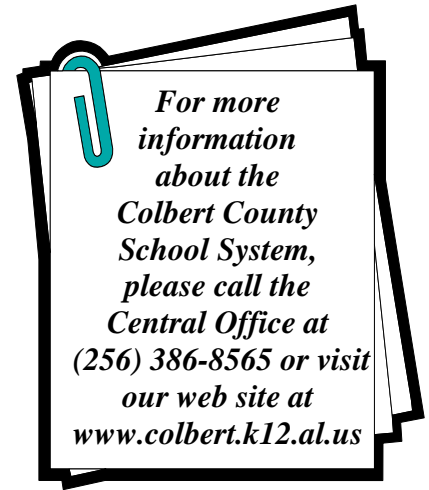 For more
information
about the
Colbert County
School System,
please call the
Central Office at
(256) 386-8565 or visit
our web site at
www.colbert.k12.al.us